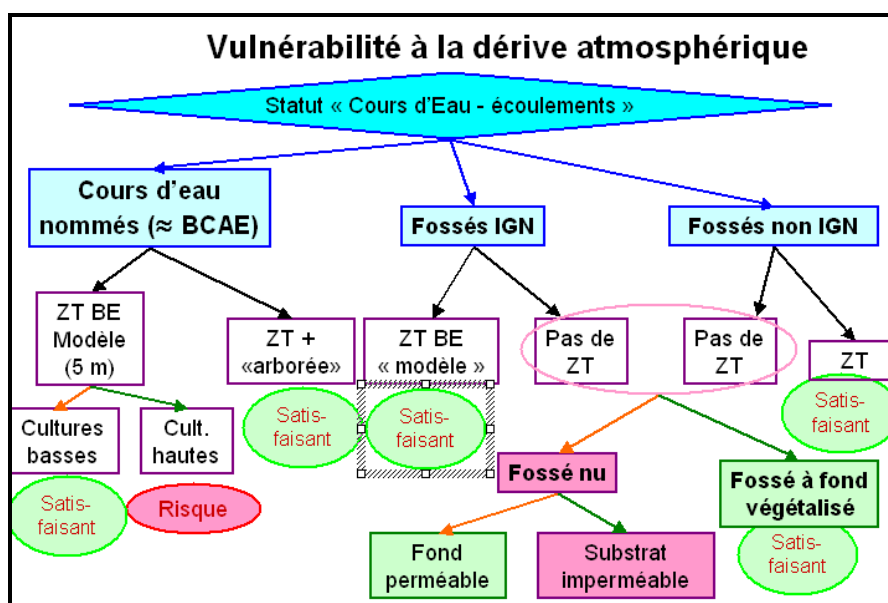 Vulnérabilité à la dérive atmosphérique
Statut « Cours d'Eau - écoulements »
Cours d'eau
nommés (≈ BCAE)
Fossés IGN
Fossés non IGN
ZT BE
Modèle
(5 m)
ZT +
«arborée»
ZT BE
« modèle »
Pas de
ZT
Pas de
ZT
ZT
Satis-
faisant
Satis-
faisant
Satis-
faisant
Cultures
basses
Cult.
hautes
Satis-
faisant
Risque
Fossé nu
Fossé à fond
végétalisé
Satis-
faisant
Fond
perméable
Substrat
imperméable